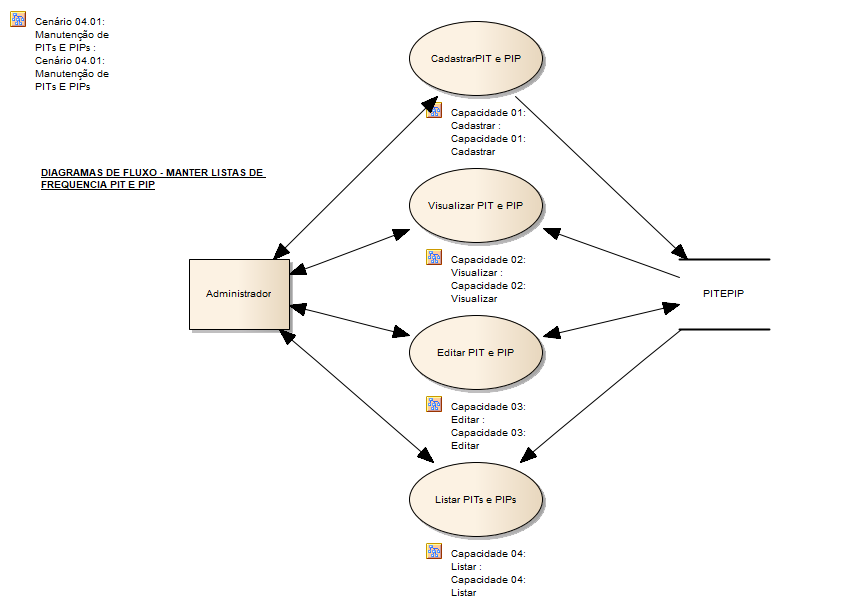 Cenário 04.01:
Manutenção de
PITs E PIPs :
Cenário 04.01:
Manutenção de
PITs E PIPs
DIAGRAMAS DE FLUXO - MANTER LISTAS DE
FREQUENCIA PIT E PIP
CadastrarPIT e PIP
Capacidade 01:
Cadastrar :
Capacidade 01:
Cadastrar
Visualizar PIT e PIP
Capacidade 02:
Visualizar :
Capacidade 02:
Visualizar
Administrador
PITEPIP
Editar PIT e PIP
Capacidade 03:
Editar :
Capacidade 03:
Editar
Listar PITs e PIPs
Capacidade 04:
Listar :
Capacidade 04:
Listar